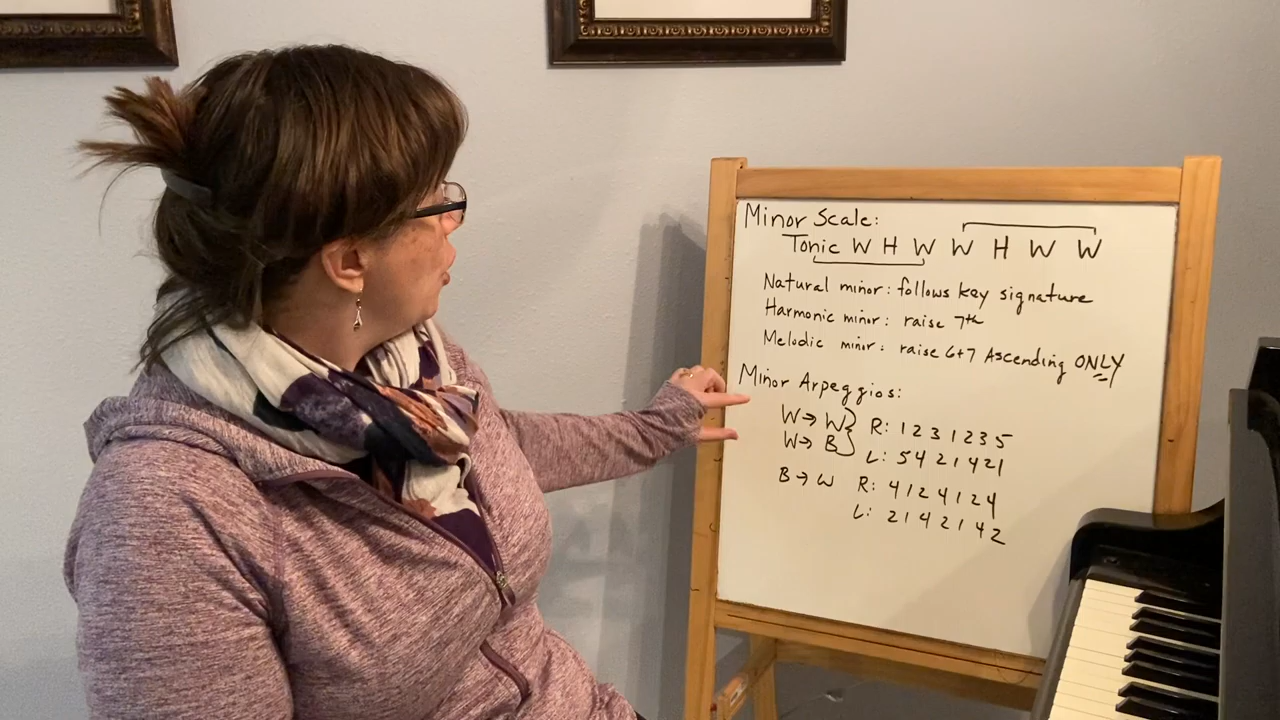 Minor Scale:
Tonic W H W W H W W
Natural minor: follows key signature
Harmonic minor: raise 7th
Melodic minor: raise 6+7 Ascending ONLY
Minor Arpeggios:
W→W } R: 1 2 3 1 2 3 5
W→B } L: 5 4 2 1 4 2 1
B→W R: 4 1 2 4 1 2 4
L: 2 1 4 2 1 4 2